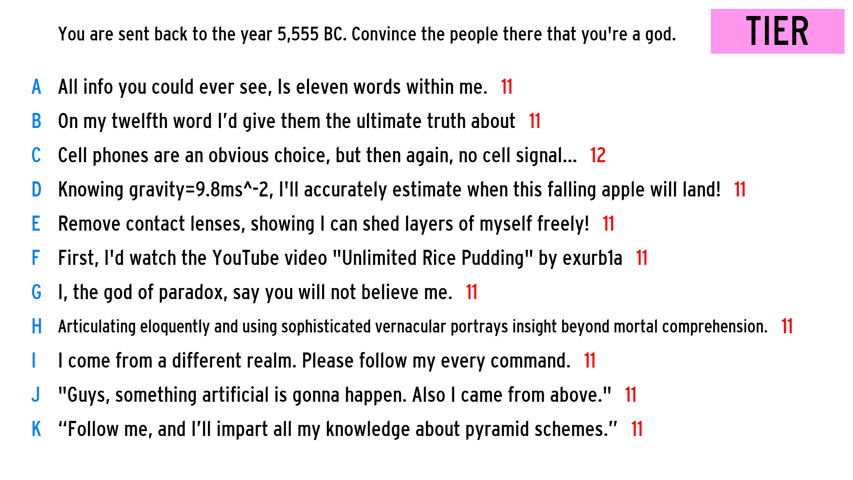 You are sent back to the year 5,555 BC. Convince the people there that you're a god.
TIER
A All info you could ever see, Is eleven words within me. 11
B On my twelfth word I’d give them the ultimate truth about 11
C Cell phones are an obvious choice, but then again, no cell signal... 12
D Knowing gravity=9.8ms^-2, I'll accurately estimate when this falling apple will land! 11
E Remove contact lenses, showing I can shed layers of myself freely! 11
F First, I'd watch the YouTube video "Unlimited Rice Pudding" by exurb1a 11
G I, the god of paradox, say you will not believe me. 11
H Articulating eloquently and using sophisticated vernacular portrays insight beyond mortal comprehension. 11
I I come from a different realm. Please follow my every command. 11
J "Guys, something artificial is gonna happen. Also I came from above." 11
K “Follow me, and I’ll impart all my knowledge about pyramid schemes.” 11